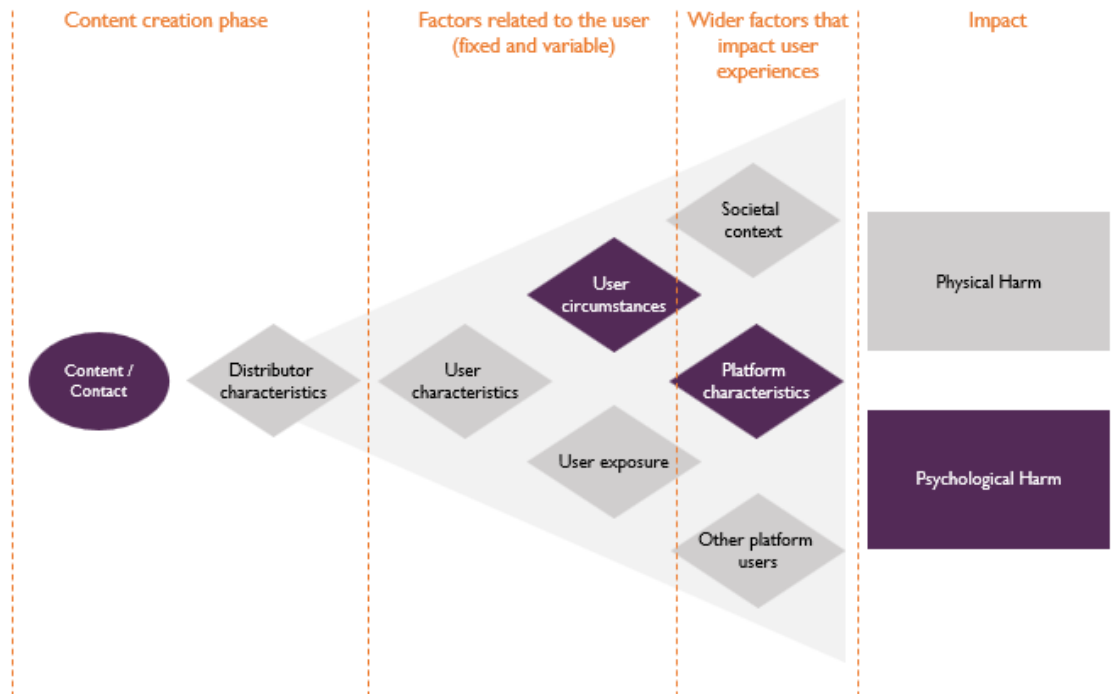 Content creation phase
Factors related to the user
(fixed and variable)
Wider factors that
impact user
experiences
Impact
Societal
context
User
circumstances
Physical Harm
Content /
Contact
Distributor
characteristics
User
characteristics
Platform
characteristics
User exposure
Psychological Harm
Other platform
users